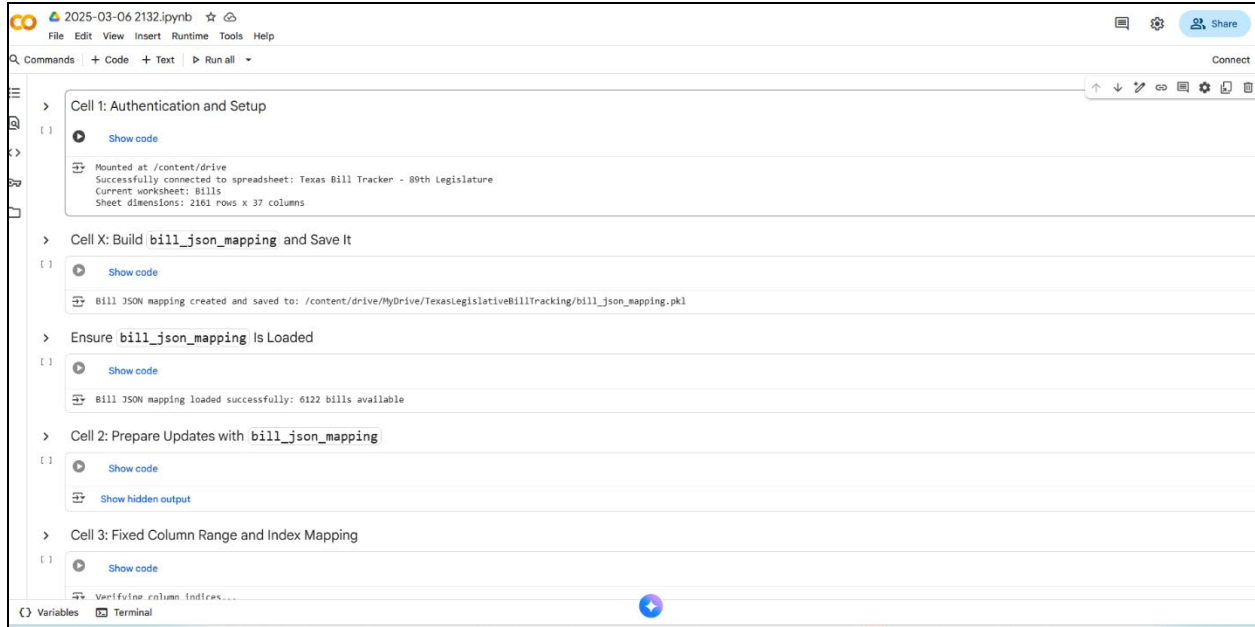 2025-03-06 2132.ipynb
Share
File Edit View Insert Runtime Tools Help
Commands + Code + Text Run all
Connect
Cell 1: Authentication and Setup
[ ]
Show code
Mounted at /content/drive
Successfully connected to spreadsheet: Texas Bill Tracker - 89th Legislature
Current worksheet: Bills
Sheet dimensions: 2161 rows x 37 columns
Cell X: Build bill_json_mapping and Save It
[ ]
Show code
Bill JSON mapping created and saved to: /content/drive/MyDrive/TexasLegislativeBillTracking/bill_json_mapping.pkl
Ensure bill_json_mapping Is Loaded
[ ]
Show code
Bill JSON mapping loaded successfully: 6122 bills available
Cell 2: Prepare Updates with bill_json_mapping
[ ]
Show code
Show hidden output
Cell 3: Fixed Column Range and Index Mapping
[ ]
Show code
Verifying column indices...
{} Variables Terminal